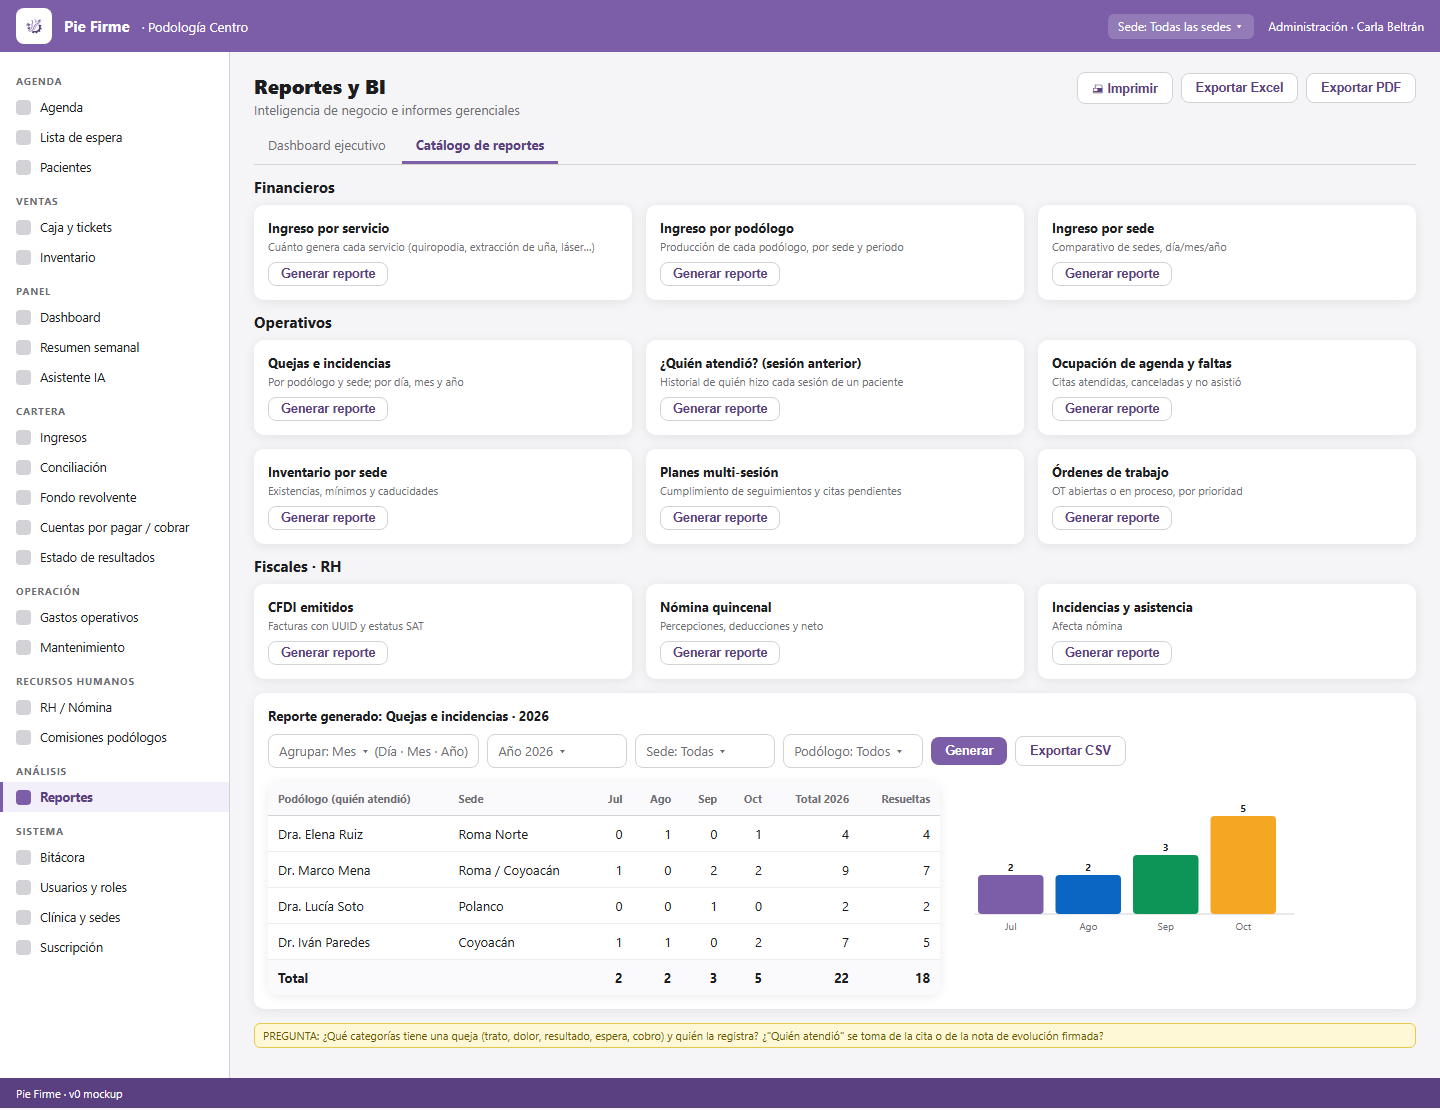 Pie Firme · Podología Centro
Sede: Todas las sedes
Administración · Carla Beltrán
AGENDA
Agenda
Lista de espera
Pacientes
VENTAS
Caja y tickets
Inventario
PANEL
Dashboard
Resumen semanal
Asistente IA
CARTERA
Ingresos
Conciliación
Fondo revolvente
Cuentas por pagar / cobrar
Estado de resultados
OPERACIÓN
Gastos operativos
Mantenimiento
RECURSOS HUMANOS
RH / Nómina
Comisiones podólogos
ANÁLISIS
Reportes
SISTEMA
Bitácora
Usuarios y roles
Clínica y sedes
Suscripción
Reportes y BI
Inteligencia de negocio e informes gerenciales
Imprimir
Exportar Excel
Exportar PDF
Dashboard ejecutivo
Catálogo de reportes
Financieros
Ingreso por servicio
Cuánto genera cada servicio (quiropodia, extracción de uña, láser...)
Generar reporte
Ingreso por podólogo
Producción de cada podólogo, por sede y periodo
Generar reporte
Ingreso por sede
Comparativo de sedes, día/mes/año
Generar reporte
Operativos
Quejas e incidencias
Por podólogo y sede; por día, mes y año
Generar reporte
¿Quién atendió? (sesión anterior)
Historial de quién hizo cada sesión de un paciente
Generar reporte
Ocupación de agenda y faltas
Citas atendidas, canceladas y no asistió
Generar reporte
Inventario por sede
Existencias, mínimos y caducidades
Generar reporte
Planes multi-sesión
Cumplimiento de seguimientos y citas pendientes
Generar reporte
Órdenes de trabajo
OT abiertas o en proceso, por prioridad
Generar reporte
Fiscales · RH
CFDI emitidos
Facturas con UUID y estatus SAT
Generar reporte
Nómina quincenal
Percepciones, deducciones y neto
Generar reporte
Incidencias y asistencia
Afecta nómina
Generar reporte
Reporte generado: Quejas e incidencias · 2026
Agrupar: Mes ▾ (Día · Mes · Año)
Año 2026 ▾
Sede: Todas ▾
Podólogo: Todos ▾
Generar
Exportar CSV
Podólogo (quién atendió) Sede Jul Ago Sep Oct Total 2026 Resueltas
Dra. Elena Ruiz Roma Norte 0 1 0 1 4 4
Dr. Marco Mena Roma / Coyoacán 1 0 2 2 9 7
Dra. Lucía Soto Polanco 0 0 1 0 2 2
Dr. Iván Paredes Coyoacán 1 1 0 2 7 5
Total 2 2 3 5 22 18
2 2 3 5
Jul Ago Sep Oct
PREGUNTA: ¿Qué categorías tiene una queja (trato, dolor, resultado, espera, cobro) y quién la registra? ¿"Quién atendió" se toma de la cita o de la nota de evolución firmada?
Pie Firme · v0 mockup